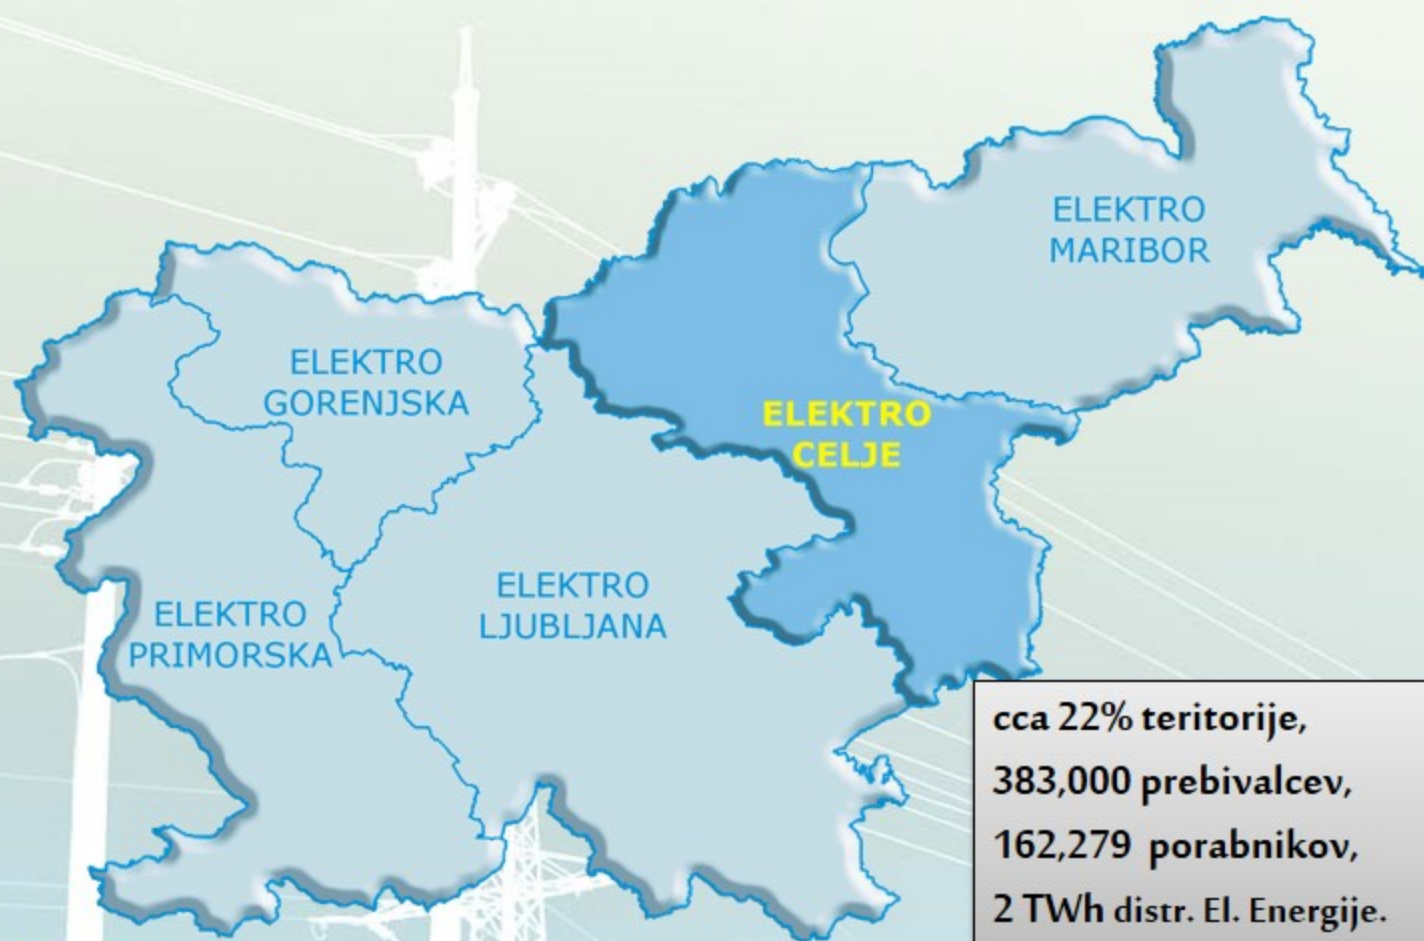 ELEKTRO
MARIBOR
ELEKTRO
GORENJSKA
ELEKTRO
CELJE
ELEKTRO
LJUBLJANA
ELEKTRO
PRIMORSKA
cca 22% teritorije,
383,000 prebivalcev,
162,279 porabnikov,
2 TWh distr. El. Energije.